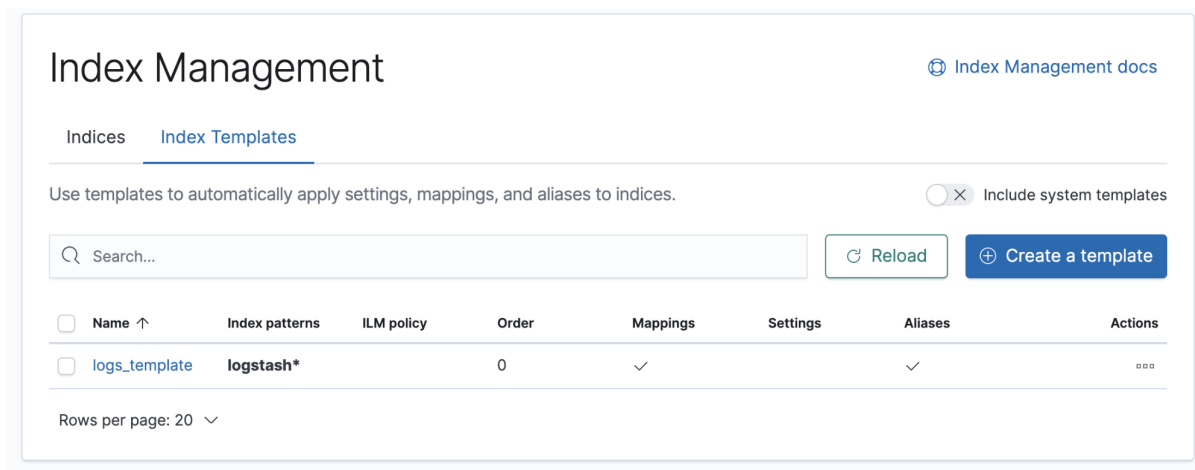 Index Management
Index Management docs
Indices Index Templates
Use templates to automatically apply settings, mappings, and aliases to indices.
Include system templates
Search...
Reload
Create a template
Name Index patterns ILM policy Order Mappings Settings Aliases Actions
logs_template logstash* 0
Rows per page: 20